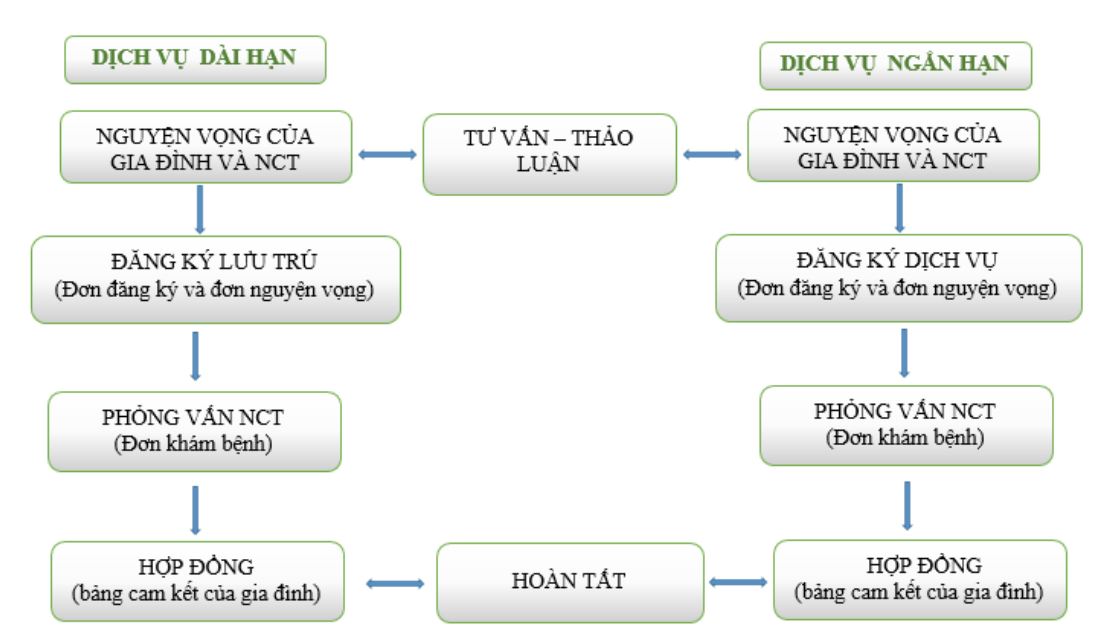 DỊCH VỤ DÀI HẠN
DỊCH VỤ NGẮN HẠN
NGUYỆN VỌNG CỦA
GIA ĐÌNH VÀ NCT
TƯ VẤN – THẢO
LUẬN
NGUYỆN VỌNG CỦA
GIA ĐÌNH VÀ NCT
ĐĂNG KÝ LƯU TRÚ
(Đơn đăng ký và đơn nguyện vọng)
ĐĂNG KÝ DỊCH VỤ
(Đơn đăng ký và đơn nguyện vọng)
PHỎNG VẤN NCT
(Đơn khám bệnh)
PHỎNG VẤN NCT
(Đơn khám bệnh)
HỢP ĐỒNG
(bảng cam kết của gia đình)
HOÀN TẤT
HỢP ĐỒNG
(bảng cam kết của gia đình)